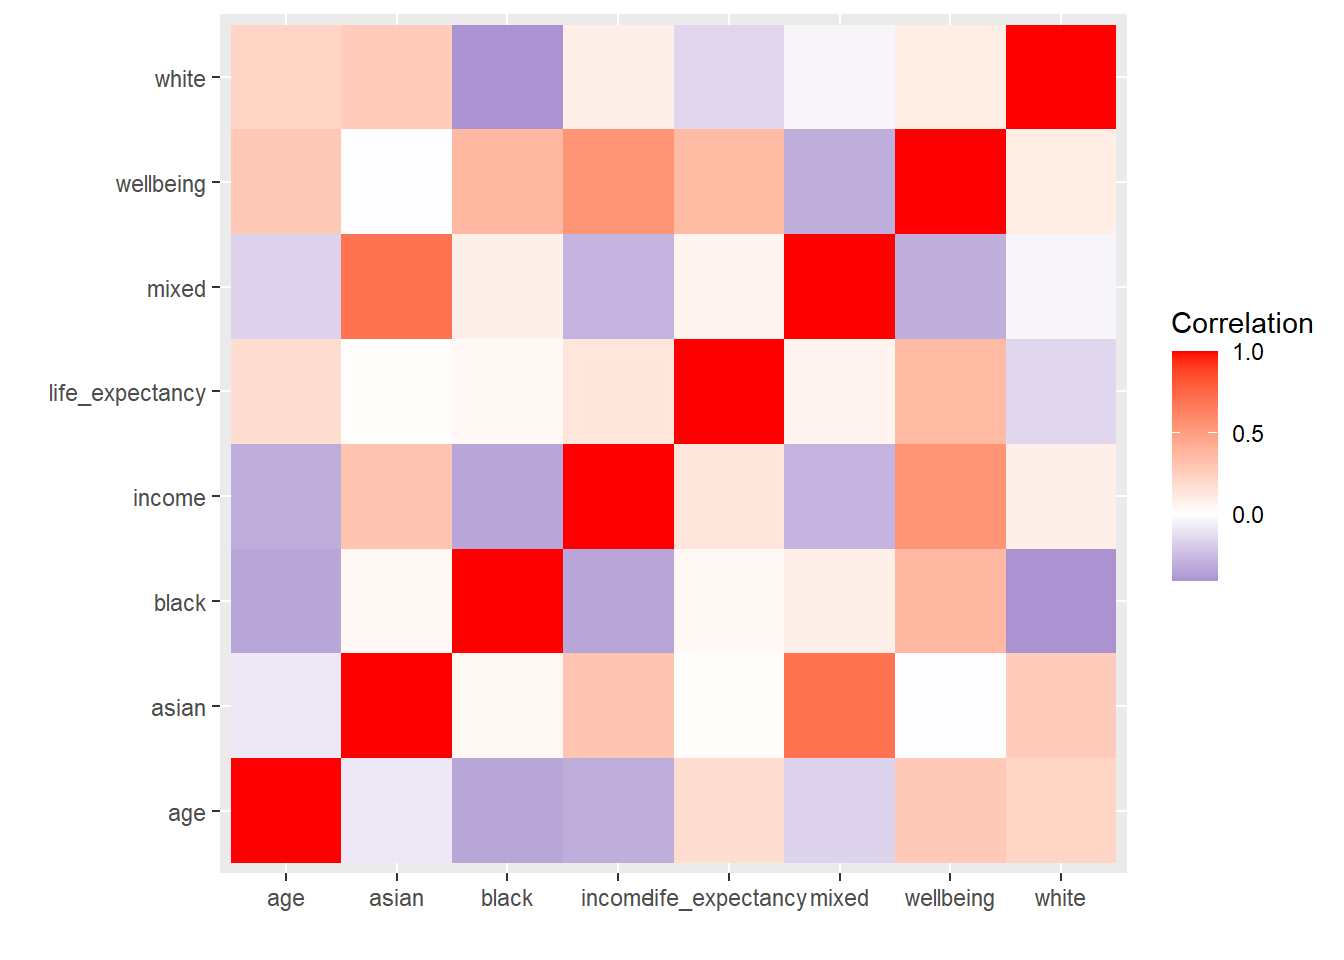 white
wellbeing
mixed
life_expectancy
income
black
asian
age
age asian black income life_expectancy mixed wellbeing white
Correlation
1.0
0.5
0.0